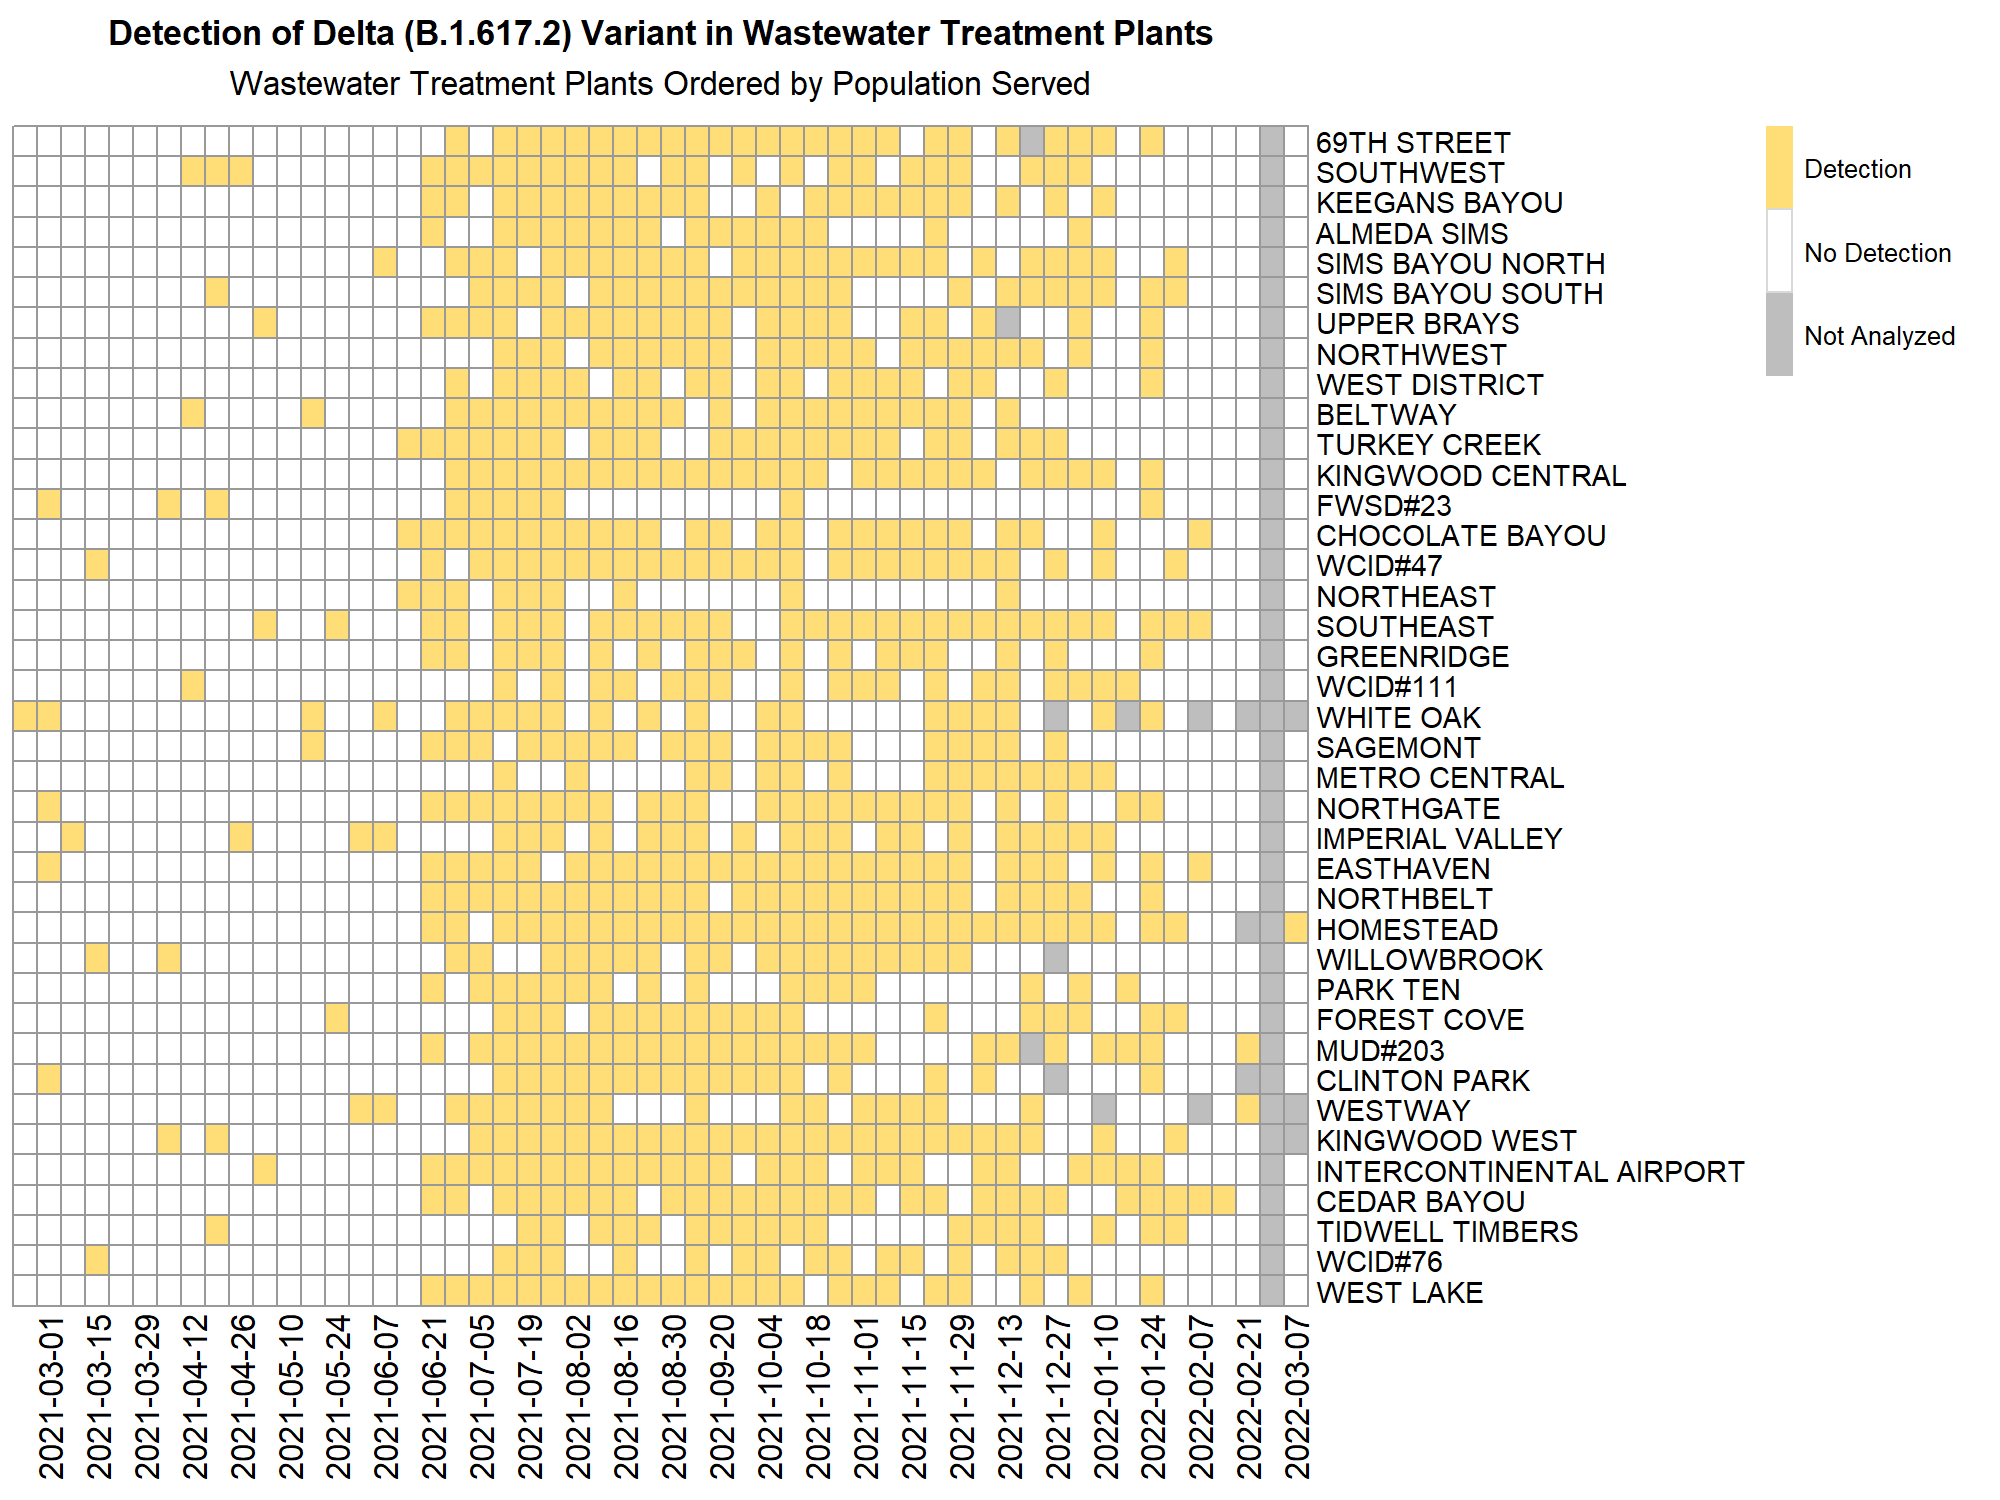 Detection of Delta (B.1.617.2) Variant in Wastewater Treatment Plants
Wastewater Treatment Plants Ordered by Population Served
69TH STREET
SOUTHWEST
KEEGANS BAYOU
ALMEDA SIMS
SIMS BAYOU NORTH
SIMS BAYOU SOUTH
UPPER BRAYS
NORTHWEST
WEST DISTRICT
BELTWAY
TURKEY CREEK
KINGWOOD CENTRAL
FWSD#23
CHOCOLATE BAYOU
WCID#47
NORTHEAST
SOUTHEAST
GREENRIDGE
WCID#111
WHITE OAK
SAGEMONT
METRO CENTRAL
NORTHGATE
IMPERIAL VALLEY
EASTHAVEN
NORTHBELT
HOMESTEAD
WILLOWBROOK
PARK TEN
FOREST COVE
MUD#203
CLINTON PARK
WESTWAY
KINGWOOD WEST
INTERCONTINENTAL AIRPORT
CEDAR BAYOU
TIDWELL TIMBERS
WCID#76
WEST LAKE
Detection
No Detection
Not Analyzed
2021-03-01
2021-03-15
2021-03-29
2021-04-12
2021-04-26
2021-05-10
2021-05-24
2021-06-07
2021-06-21
2021-07-05
2021-07-19
2021-08-02
2021-08-16
2021-08-30
2021-09-20
2021-10-04
2021-10-18
2021-11-01
2021-11-15
2021-11-29
2021-12-13
2021-12-27
2022-01-10
2022-01-24
2022-02-07
2022-02-21
2022-03-07